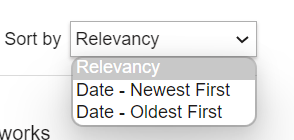 Sort by Relevancy
Relevancy
Date - Newest First
Date - Oldest First
works